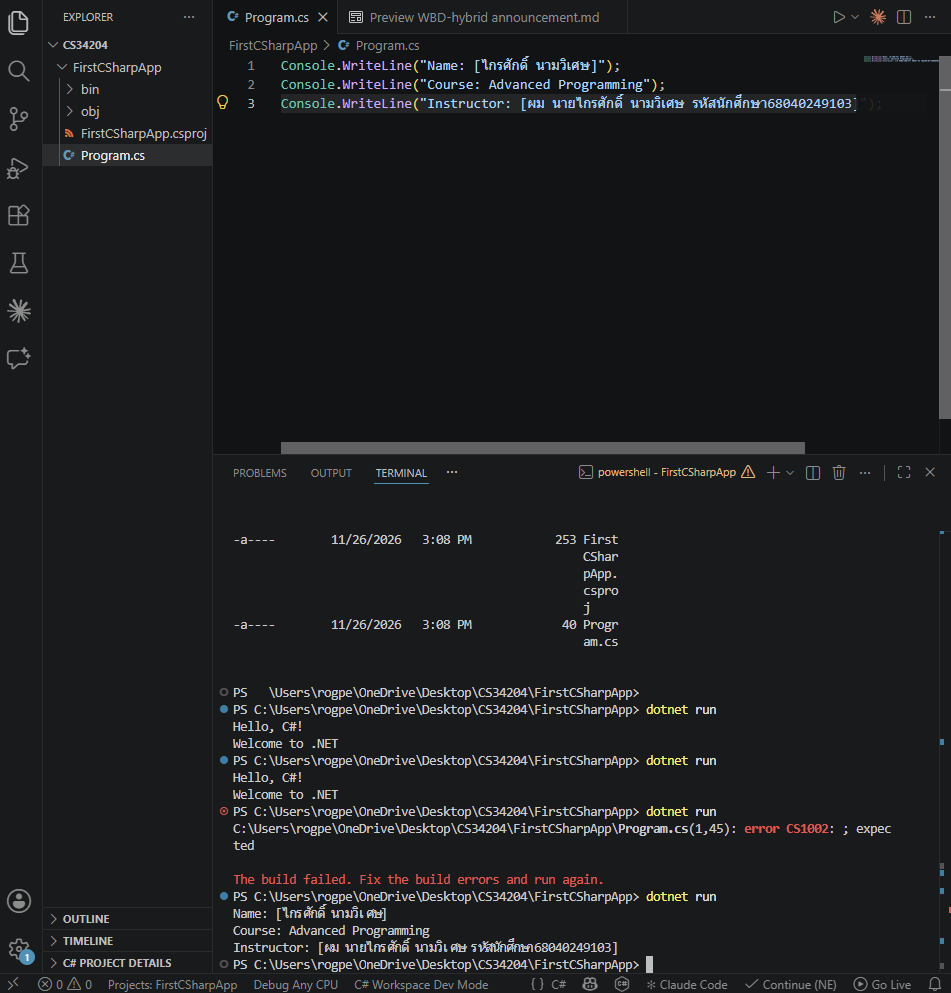 EXPLORER
Program.cs
Preview WBD-hybrid announcement.md
CS34204
FirstCSharpApp
bin
obj
FirstCSharpApp.csproj
C# Program.cs
FirstCSharpApp > C# Program.cs
1 Console.WriteLine("Name: [ไกรศักดิ์ นามวิเศษ]");
2 Console.WriteLine("Course: Advanced Programming");
3 Console.WriteLine("Instructor: [ผม นายไกรศักดิ์ นามวิเศษ รหัสนักศึกษา68040249103]");
PROBLEMS OUTPUT TERMINAL
powershell - FirstCSharpApp
-a---- 11/26/2026 3:08 PM 253 First
CShar
pApp.
cspro
j
-a---- 11/26/2026 3:08 PM 40 Progr
am.cs
PS \Users\rogpe\OneDrive\Desktop\CS34204\FirstCSharpApp>
PS C:\Users\rogpe\OneDrive\Desktop\CS34204\FirstCSharpApp> dotnet run
Hello, C#!
Welcome to .NET
PS C:\Users\rogpe\OneDrive\Desktop\CS34204\FirstCSharpApp> dotnet run
Hello, C#!
Welcome to .NET
PS C:\Users\rogpe\OneDrive\Desktop\CS34204\FirstCSharpApp> dotnet run
C:\Users\rogpe\OneDrive\Desktop\CS34204\FirstCSharpApp\Program.cs(1,45): error CS1002: ; expec
ted
The build failed. Fix the build errors and run again.
PS C:\Users\rogpe\OneDrive\Desktop\CS34204\FirstCSharpApp> dotnet run
Name: [ไกรศักดิ์ นามวิเศษ]
Course: Advanced Programming
Instructor: [ผม นายไกรศักดิ์ นามวิเศษ รหัสนักศึกษา68040249103]
PS C:\Users\rogpe\OneDrive\Desktop\CS34204\FirstCSharpApp>
OUTLINE
TIMELINE
C# PROJECT DETAILS
1
0 0 Projects: FirstCSharpApp Debug Any CPU C# Workspace Dev Mode { } C# Claude Code Continue (NE) Go Live